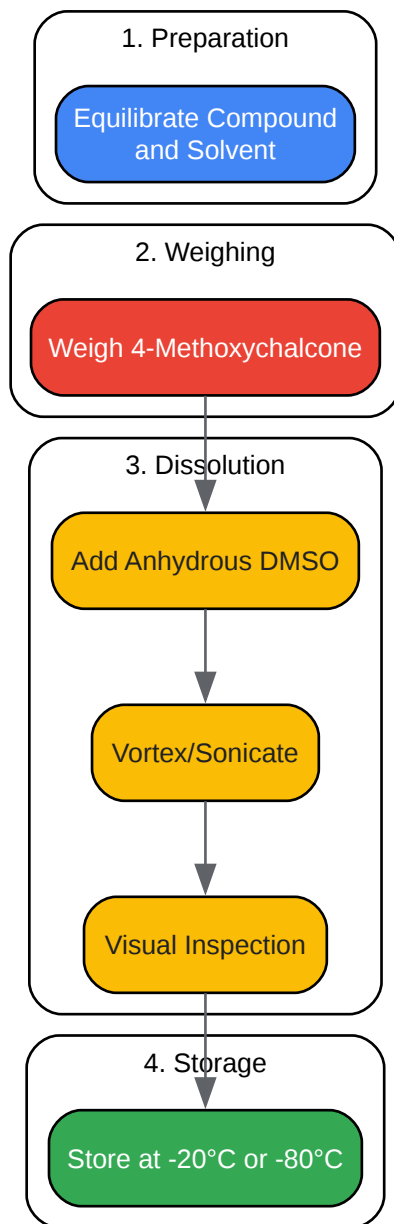 1. Preparation
Equilibrate Compound
and Solvent
2. Weighing
Weigh 4-Methoxychalcone
3. Dissolution
Add Anhydrous DMSO
Vortex/Sonicate
Visual Inspection
4. Storage
Store at -20°C or -80°C